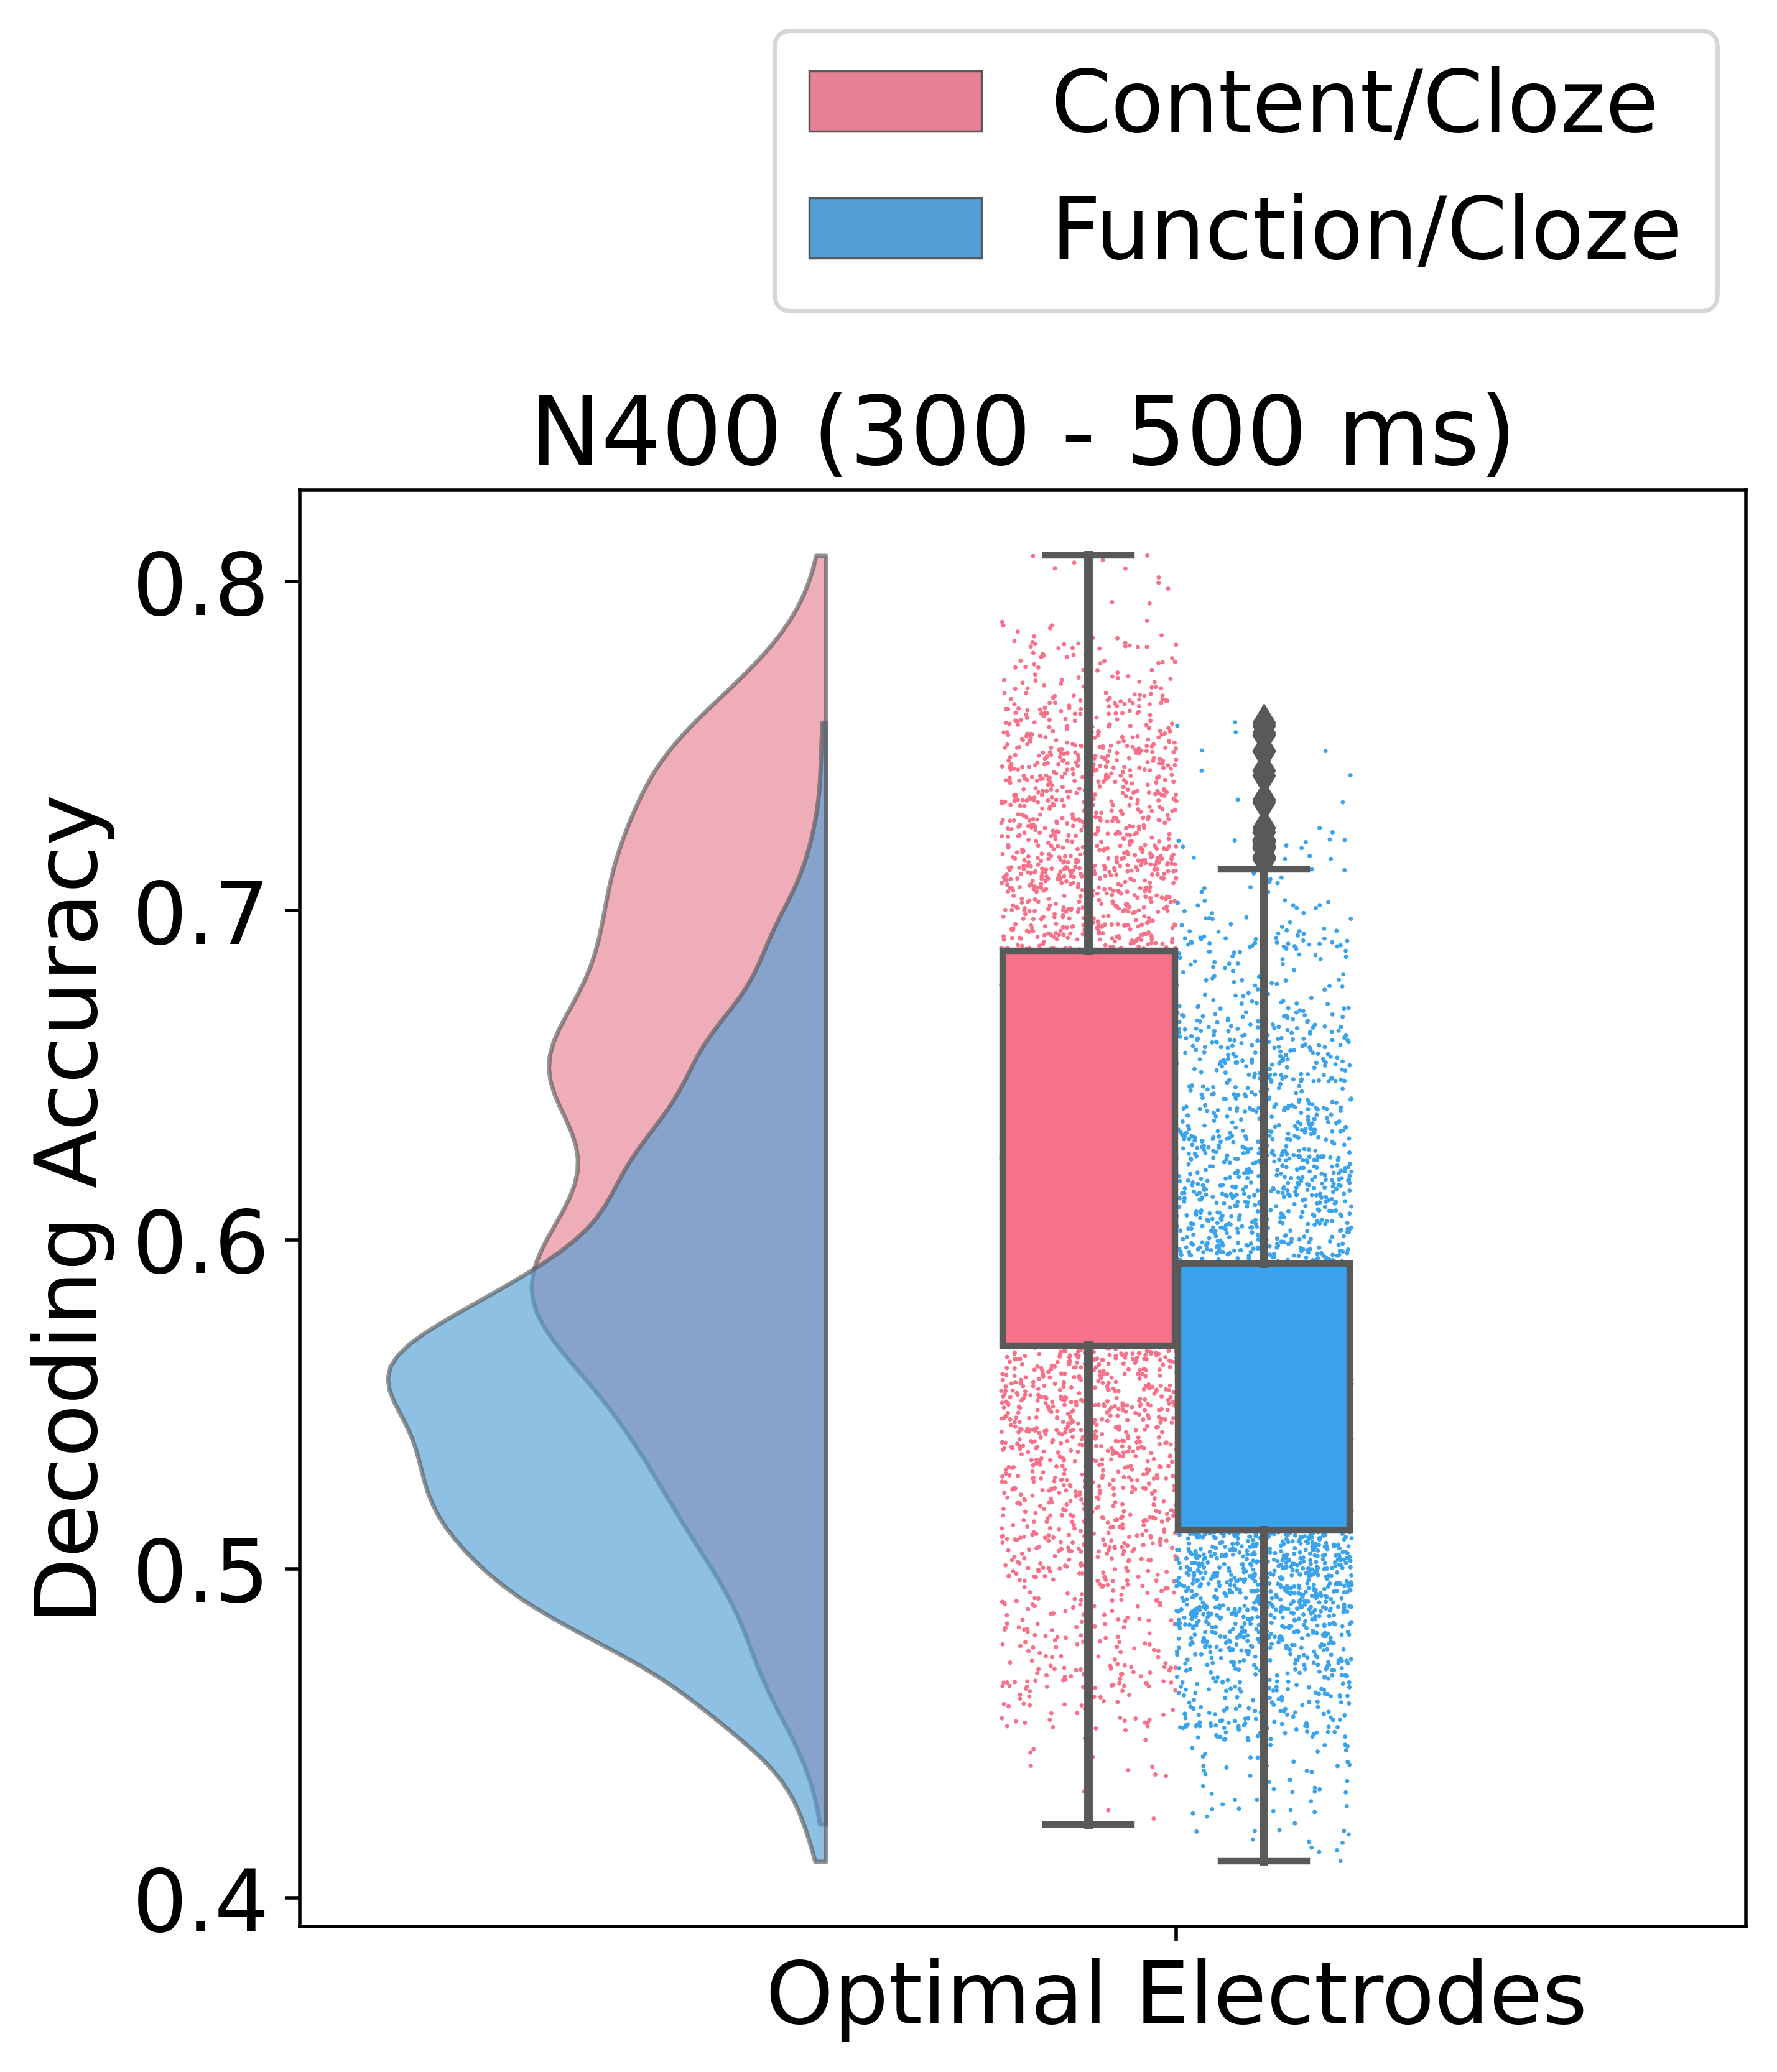 Content/Cloze
Function/Cloze
N400 (300 - 500 ms)
Decoding Accuracy
0.8
0.7
0.6
0.5
0.4
Optimal Electrodes